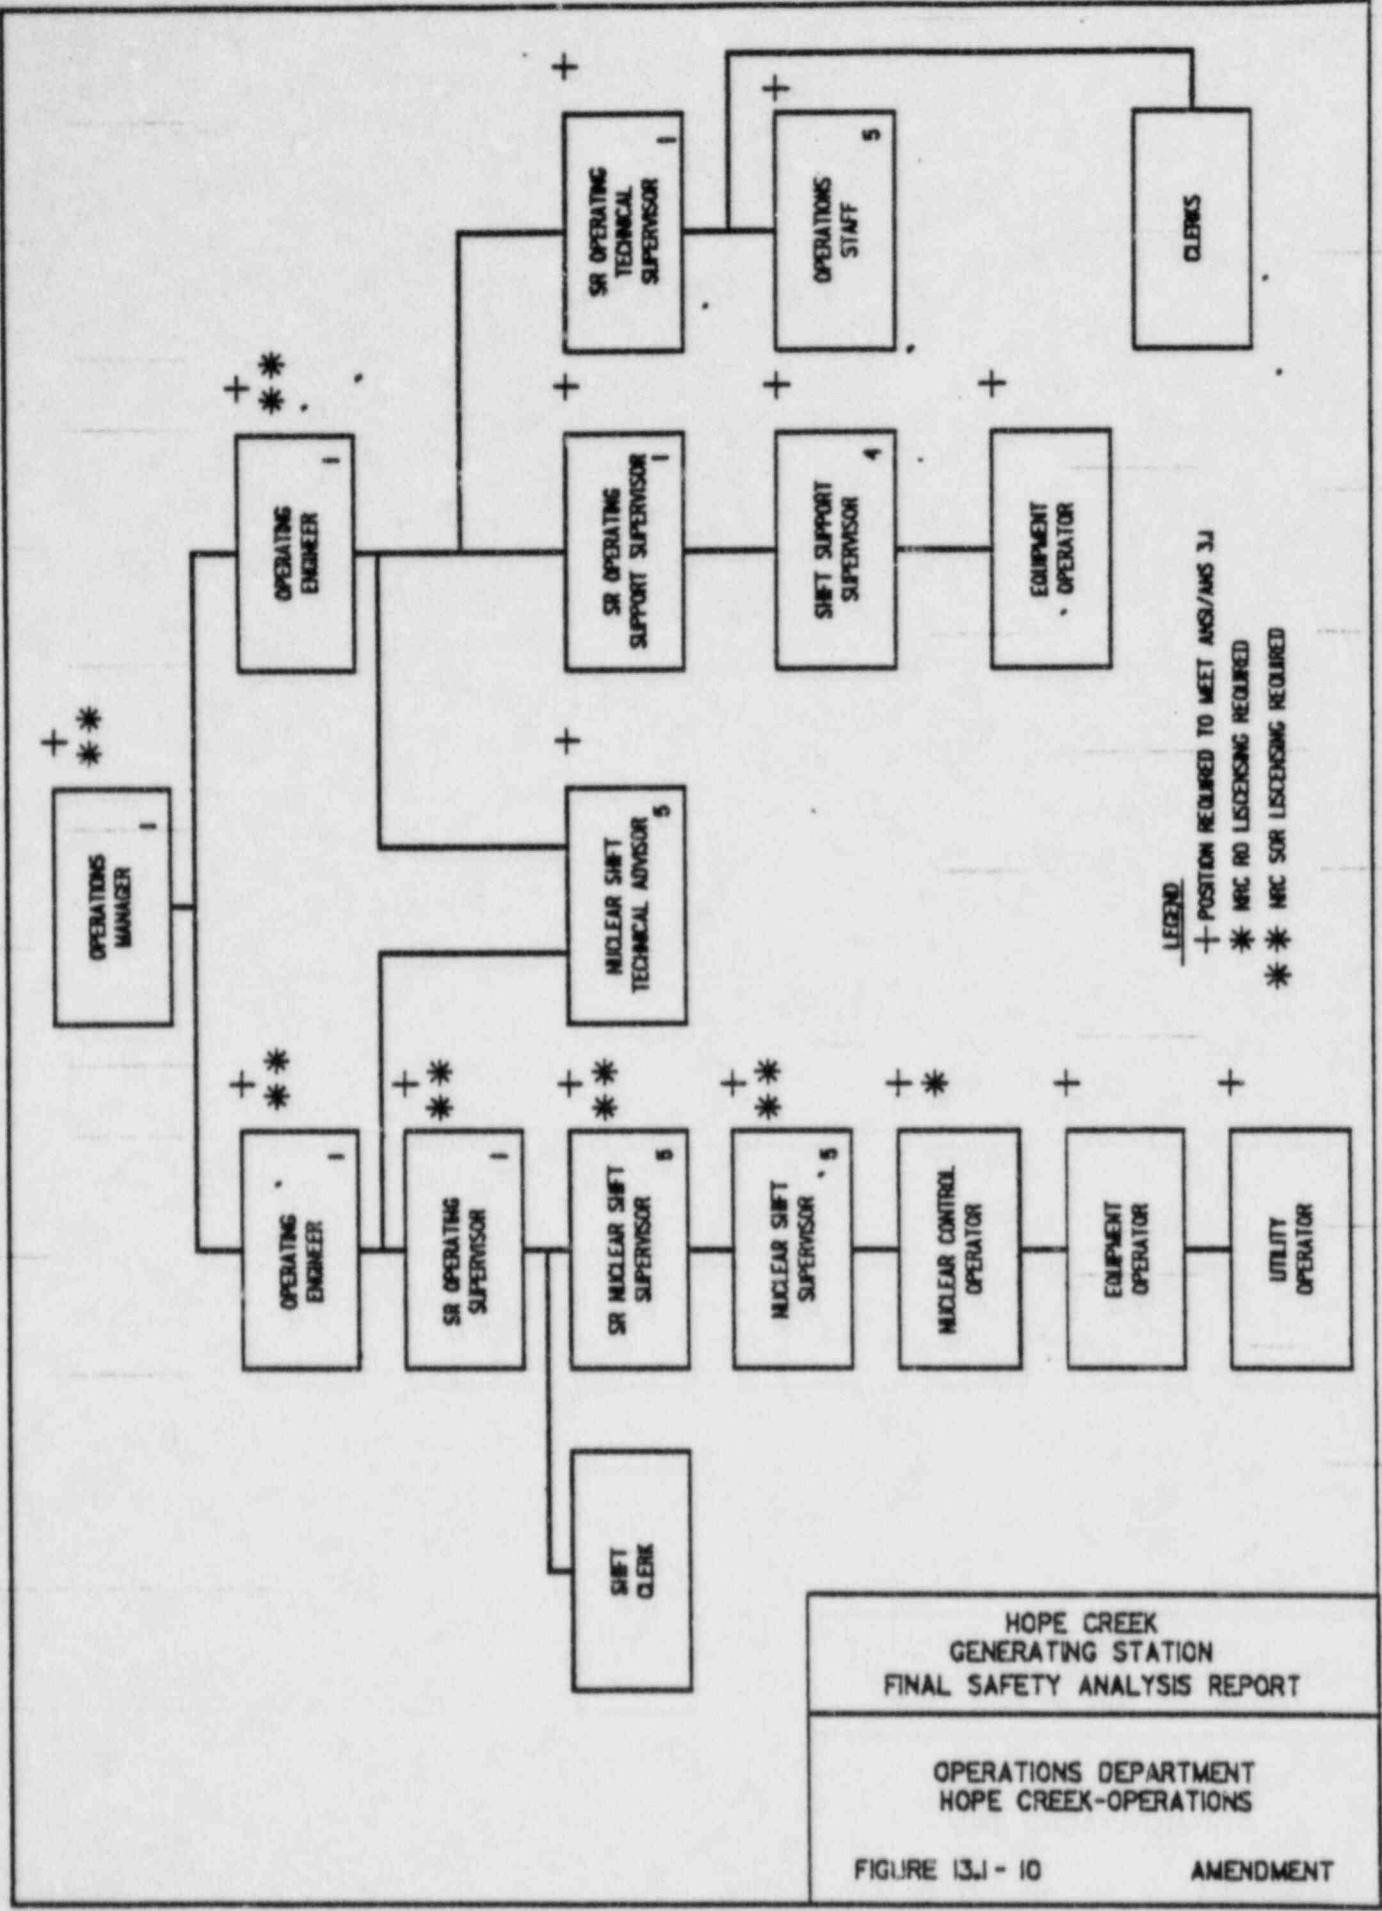 OPERATIONS
MANAGER
1
+
* *
OPERATING
ENGINEER
1
+
* *
OPERATING
ENGINEER
1
+
* *
SR OPERATING
SUPERVISOR
1
+
* *
SHIFT
CLERK
SR NUCLEAR SHIFT
SUPERVISOR
+
* *
NUCLEAR SHIFT
TECHNICAL ADVISOR
5
+
SR OPERATING
SUPPORT SUPERVISOR
1
+
SR OPERATING
TECHNICAL
SUPERVISOR
1
+
NUCLEAR SHIFT
SUPERVISOR
5
+
* *
SHIFT SUPPORT
SUPERVISOR
4
+
OPERATIONS
STAFF
5
+
NUCLEAR CONTROL
OPERATOR
+
*
EQUIPMENT
OPERATOR
+
EQUIPMENT
OPERATOR
+
CLERKS
UTILITY
OPERATOR
+
LEGEND
+ POSITION REQUIRED TO MEET ANSI/ANS 3.1
* NRC RO LISCENSING REQUIRED
* * NRC SOR LISCENSING REQUIRED
HOPE CREEK
GENERATING STATION
FINAL SAFETY ANALYSIS REPORT
OPERATIONS DEPARTMENT
HOPE CREEK-OPERATIONS
FIGURE 13.1 - 10 AMENDMENT